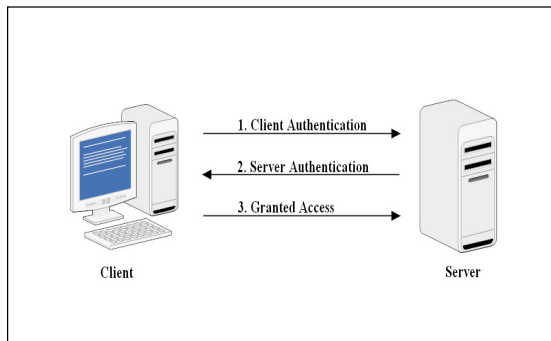 1. Client Authentication
2. Server Authentication
3. Granted Access
Client
Server